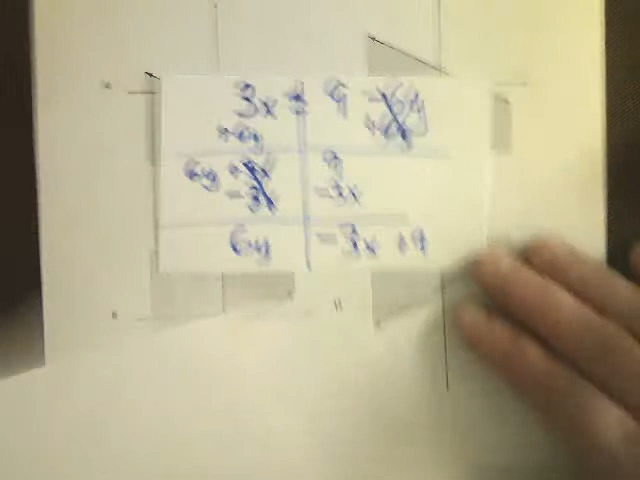 3x = 9 -6y
+6y +6y
6y +3x 9
-3x -3x
6y -3x +9